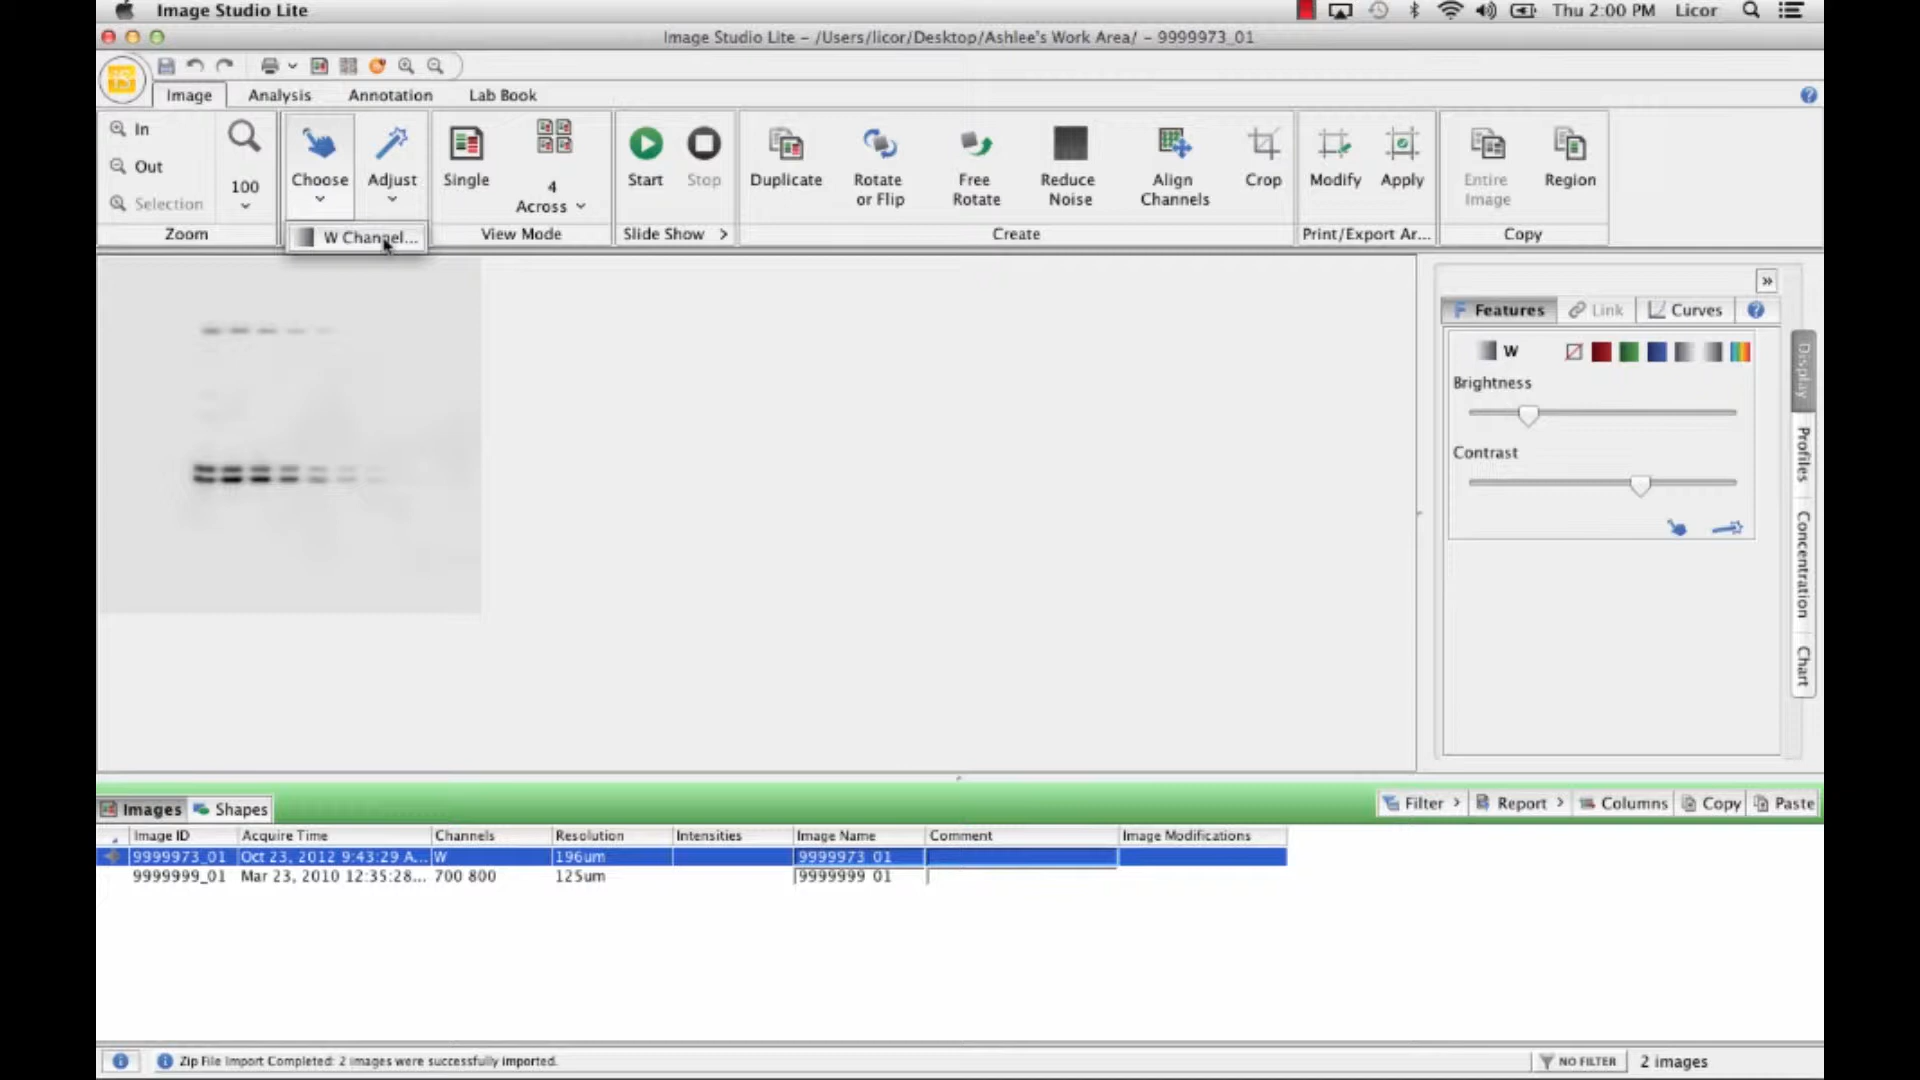 Image Studio Lite
Thu 2:00 PM Licor
Image Studio Lite – /Users/licor/Desktop/Ashlee's Work Area/ – 9999973_01
iS
Image Analysis Annotation Lab Book
In
Out
Selection
100
Zoom
Choose
Adjust
W Channel...
Single
4
Across
View Mode
Start
Stop
Slide Show >
Duplicate
Rotate
or Flip
Free
Rotate
Reduce
Noise
Align
Channels
Crop
Create
Modify
Apply
Print/Export Ar...
Entire
Image
Region
Copy
Features Link Curves
W
Brightness
Contrast
Display
Profiles
Concentration
Chart
Images Shapes
Filter > Report > Columns Copy Paste
Image ID Acquire Time Channels Resolution Intensities Image Name Comment Image Modifications
9999973_01 Oct 23, 2012 9:43:29 A... W 196um 9999973_01
9999999_01 Mar 23, 2010 12:35:28... 700 800 125um 9999999_01
Zip File Import Completed: 2 images were successfully imported.
NO FILTER 2 images